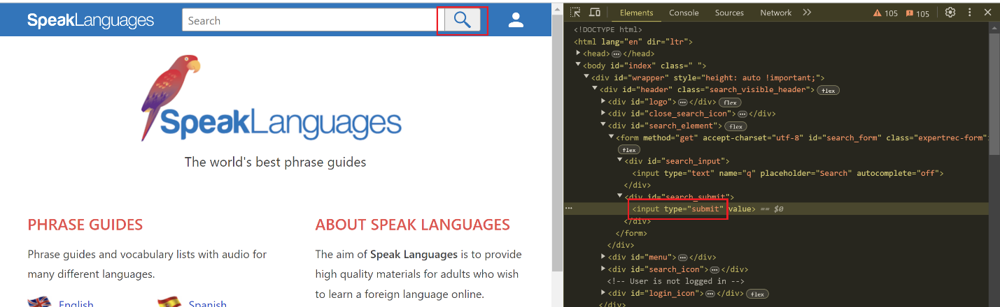 SpeakLanguages
Search
SpeakLanguages
The world's best phrase guides
PHRASE GUIDES
Phrase guides and vocabulary lists with audio for
many different languages.
English
Spanish
ABOUT SPEAK LANGUAGES
The aim of Speak Languages is to provide
high quality materials for adults who wish
to learn a foreign language online.
Elements Console Sources Network 105 105
<!DOCTYPE html>
<html lang="en" dir="ltr">
<head>…</head>
<body id="index" class=" ">
<div id="wrapper" style="height: auto !important;">
<div id="header" class="search_visible_header"> flex
<div id="logo">…</div> flex
<div id="close_search_icon">…</div>
<div id="search_element"> flex
<form method="get" accept-charset="utf-8" id="search_form" class="expertrec-form"
flex
<div id="search_input">
<input type="text" name="q" placeholder="Search" autocomplete="off">
</div>
<div id="search_submit">
… <input type="submit" value> == $0
</div>
</form>
</div>
<div id="menu">…</div>
<div id="search_icon">…</div>
<!-- User is not logged in -->
<div id="login_icon">…</div> flex
</div>